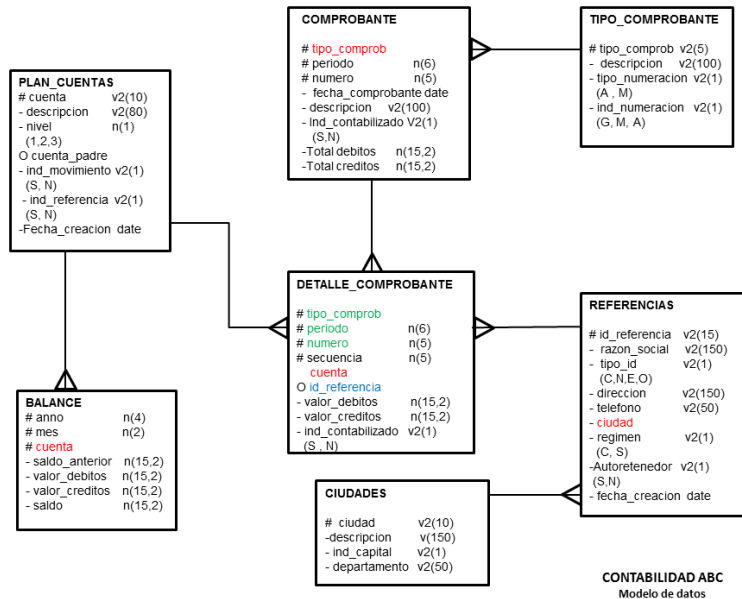 COMPROBANTE
# tipo_comprob
# periodo n(6)
# numero n(5)
- fecha_comprobante date
- descripcion v2(100)
- Ind_contabilizado V2(1)
(S,N)
-Total debitos n(15,2)
-Total creditos n(15,2)
TIPO_COMPROBANTE
# tipo_comprob v2(5)
- descripcion v2(100)
- tipo_numeracion v2(1)
(A , M)
- ind_numeracion v2(1)
(G, M, A)
PLAN_CUENTAS
# cuenta v2(10)
- descripcion v2(80)
- nivel n(1)
(1,2,3)
O cuenta_padre
- ind_movimiento v2(1)
(S, N)
- ind_referencia v2(1)
(S, N)
-Fecha_creacion date
DETALLE_COMPROBANTE
# tipo_comprob
# periodo n(6)
# numero n(5)
# secuencia n(5)
cuenta
O id_referencia
- valor_debitos n(15,2)
- valor_creditos n(15,2)
- ind_contabilizado v2(1)
(S , N)
REFERENCIAS
# id_referencia v2(15)
- razon_social v2(150)
- tipo_id v2(1)
(C,N,E,O)
- direccion v2(150)
- telefono v2(50)
- ciudad
- regimen v2(1)
(C, S)
-Autoretenedor v2(1)
(S,N)
- fecha_creacion date
BALANCE
# anno n(4)
# mes n(2)
# cuenta
- saldo_anterior n(15,2)
- valor_debitos n(15,2)
- valor_creditos n(15,2)
- saldo n(15,2)
CIUDADES
# ciudad v2(10)
-descripcion v(150)
- ind_capital v2(1)
- departamento v2(50)
CONTABILIDAD ABC
Modelo de datos